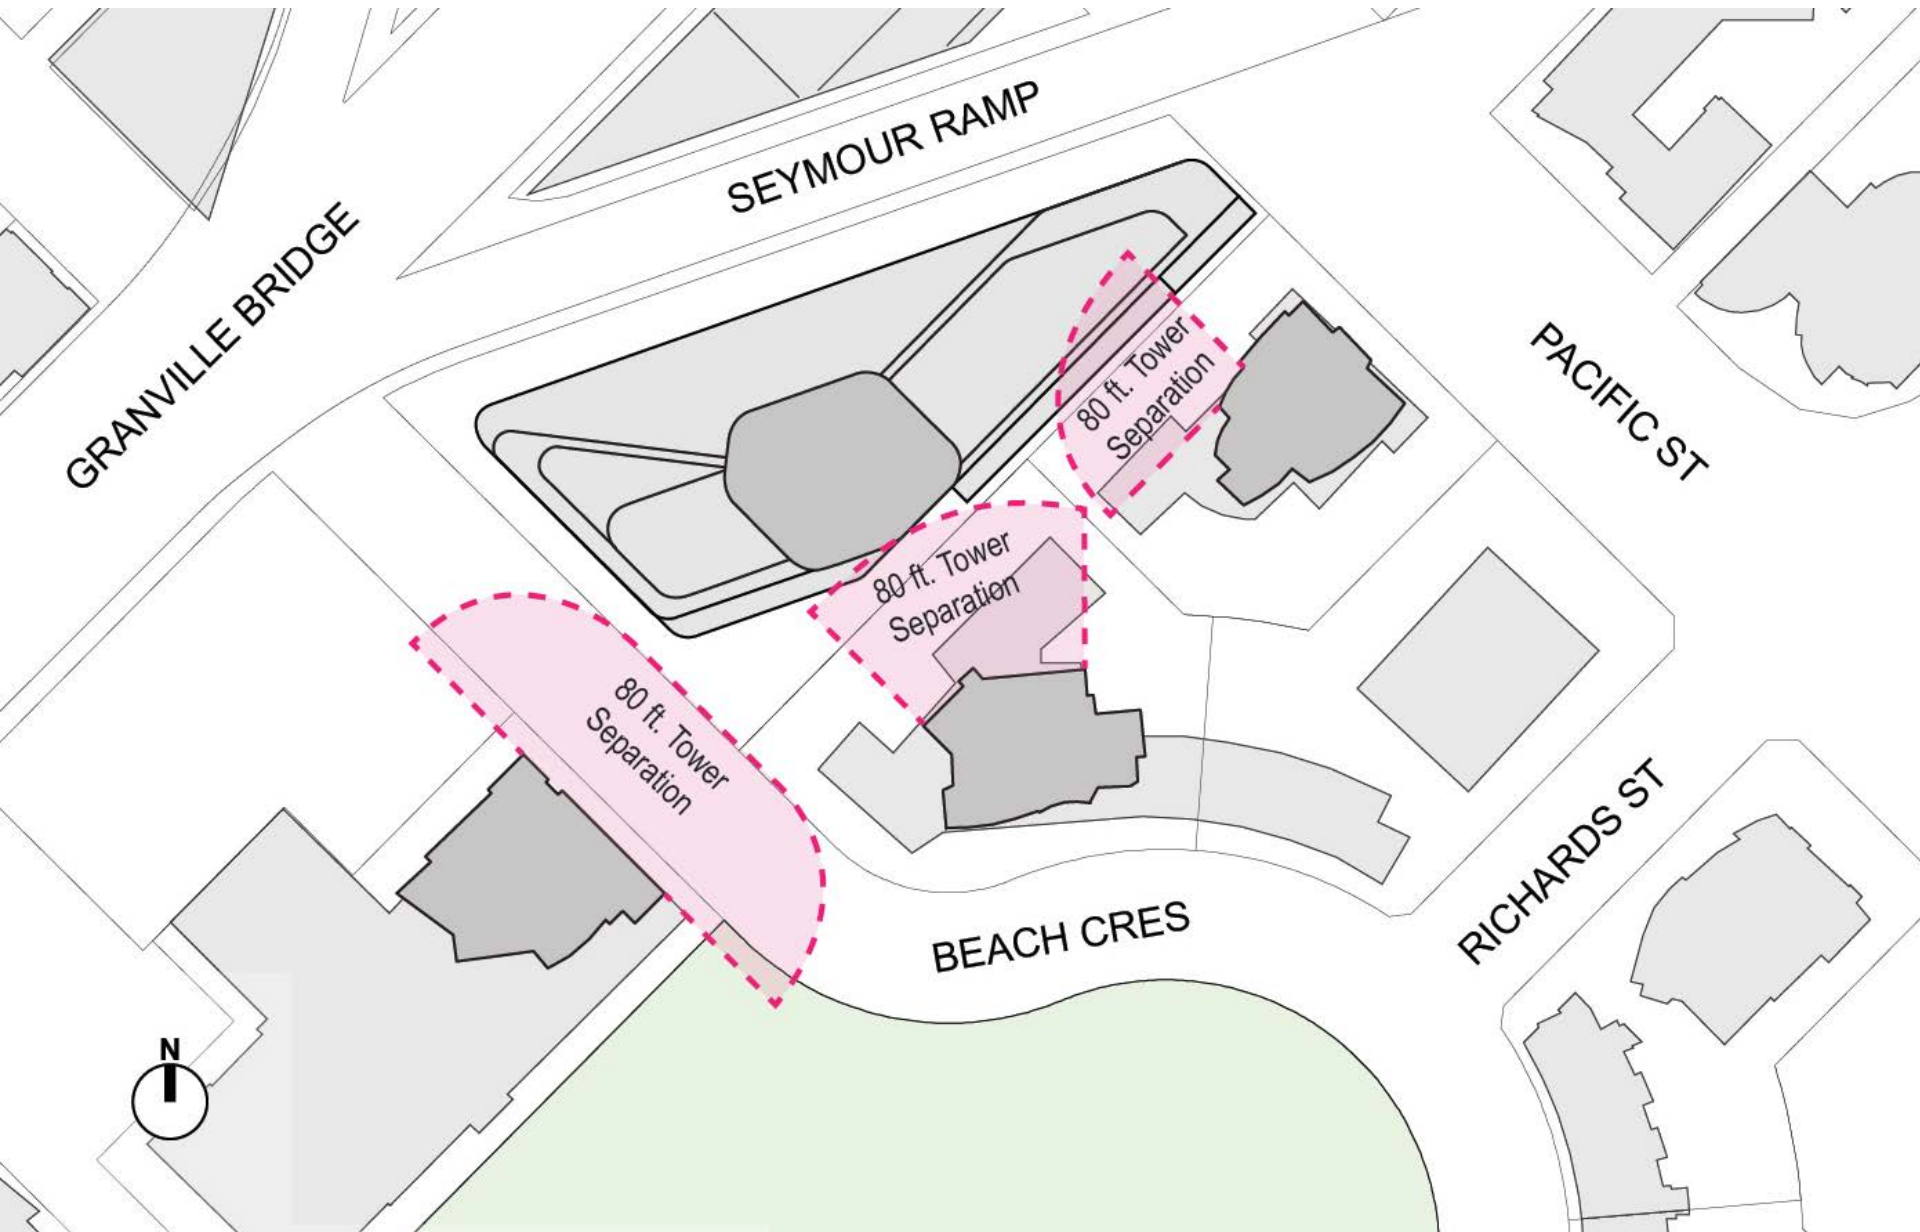 SEYMOUR RAMP
GRANVILLE BRIDGE
PACIFIC ST
80 ft. Tower
Separation
80 ft. Tower
Separation
80 ft. Tower
Separation
RICHARDS ST
BEACH CRES
N